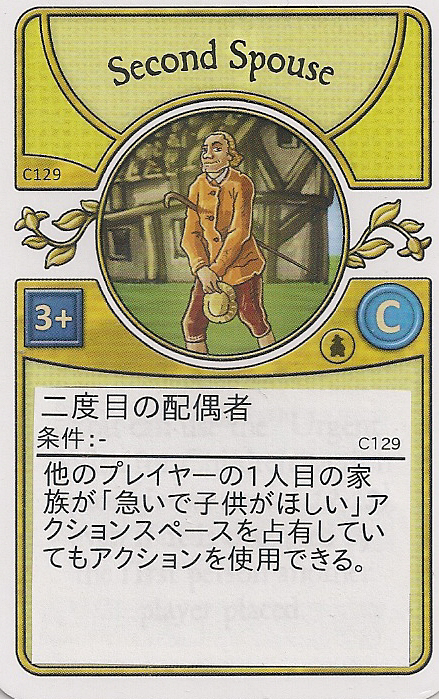 Second Spouse
C129
3+
C
二度目の配偶者
条件:-
C129
他のプレイヤーの1人目の家
族が「急いで子供がほしい」ア
クションスペースを占有してい
てもアクションを使用できる。
player placed